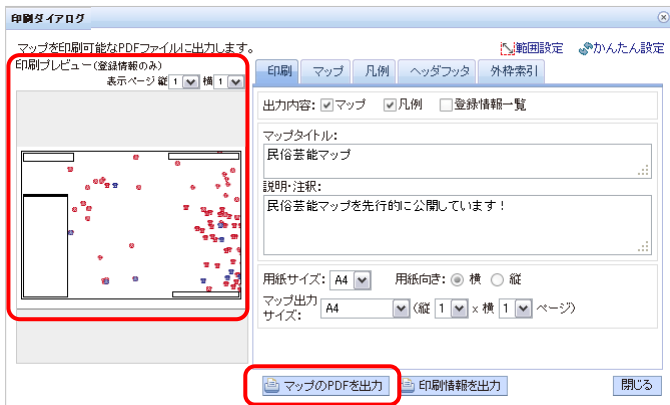 印刷ダイアログ
マップを印刷可能なPDFファイルに出力します。
範囲設定 かんたん設定
印刷プレビュー(登録情報のみ)
表示ページ 縦 1 横 1
印刷 マップ 凡例 ヘッダフッタ 外枠索引
出力内容: マップ 凡例 登録情報一覧
マップタイトル:
民俗芸能マップ
説明・注釈:
民俗芸能マップを先行的に公開しています!
用紙サイズ: A4 用紙向き: 横 縦
マップ出力
サイズ: A4 (縦 1 x 横 1 ページ)
マップのPDFを出力 印刷情報を出力 閉じる